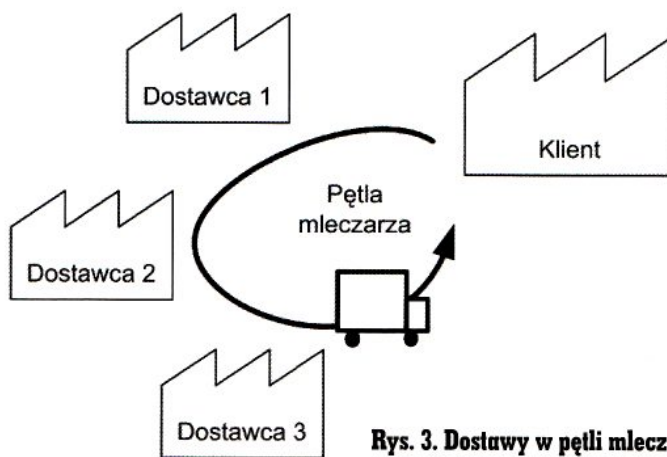 Dostawca 1
Klient
Pętla
mleczarza
Dostawca 2
Dostawca 3
Rys. 3. Dostawy w pętli mlecz